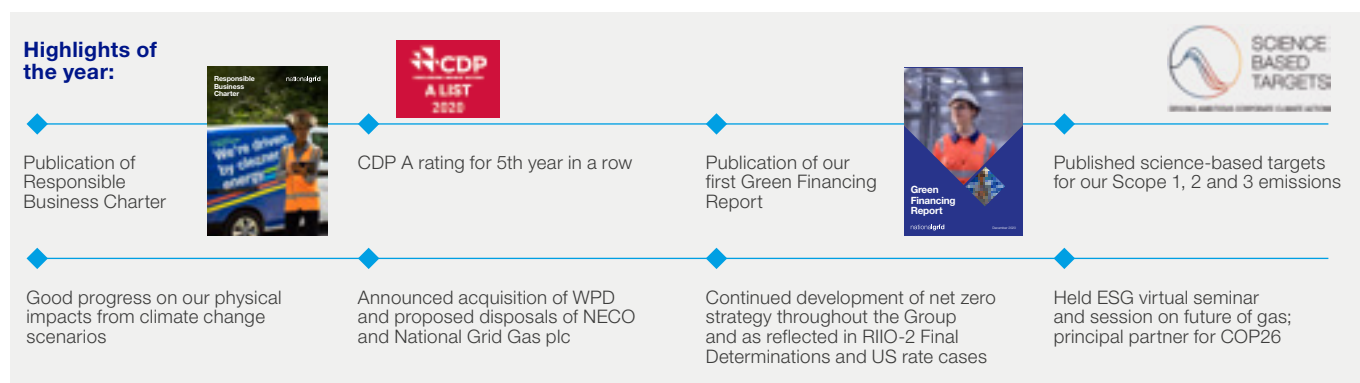 Highlights of
the year:
Responsible
Business
Charter
nationalgrid
We're driven
by cleaner
energy
CDP
A LIST
2020
Green
Financing
Report
nationalgrid
SCIENCE
BASED
TARGETS
DRIVING AMBITIOUS CORPORATE CLIMATE ACTION
Publication of
Responsible
Business Charter
CDP A rating for 5th year in a row
Publication of our
first Green Financing
Report
Published science-based targets
for our Scope 1, 2 and 3 emissions
Good progress on our physical
impacts from climate change
scenarios
Announced acquisition of WPD
and proposed disposals of NECO
and National Grid Gas plc
Continued development of net zero
strategy throughout the Group
and as reflected in RIIO-2 Final
Determinations and US rate cases
Held ESG virtual seminar
and session on future of gas;
principal partner for COP26